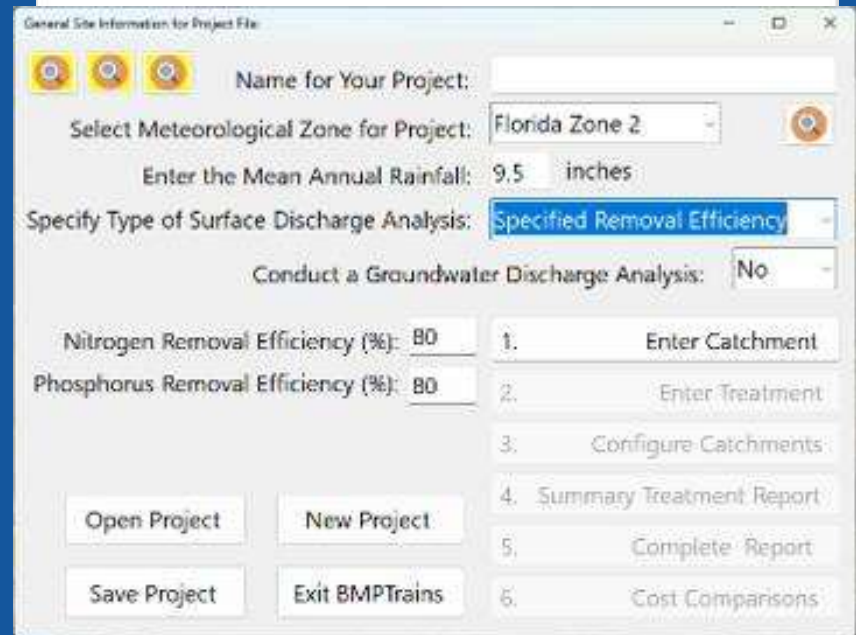 General Site Information for Project File:
Name for Your Project:
Select Meteorological Zone for Project: Florida Zone 2
Enter the Mean Annual Rainfall: 9.5 inches
Specify Type of Surface Discharge Analysis: Specified Removal Efficiency
Conduct a Groundwater Discharge Analysis: No
Nitrogen Removal Efficiency (%): 80
Phosphorus Removal Efficiency (%): 80
1. Enter Catchment
2. Enter Treatment
3. Configure Catchments
4. Summary Treatment Report
5. Complete Report
6. Cost Comparisons
Open Project
New Project
Save Project
Exit BMPTrains